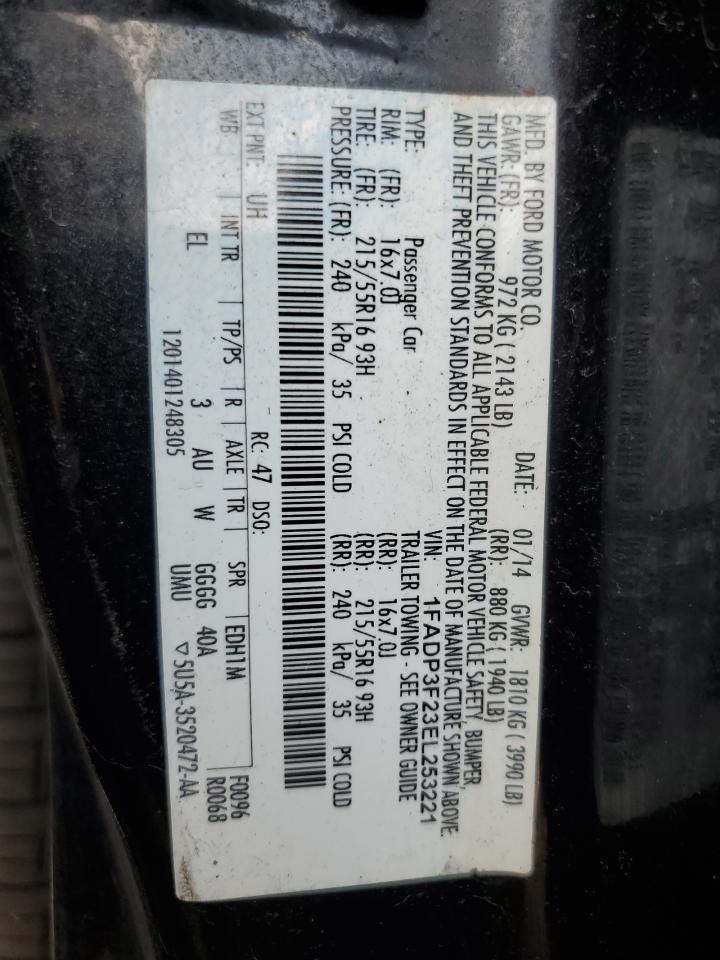 MFD. BY FORD MOTOR CO. DATE: 01/14 GVWR: 1810 KG ( 3990 LB)
GAWR: (FR): 972 KG ( 2143 LB) (RR): 880 KG ( 1940 LB)
THIS VEHICLE CONFORMS TO ALL APPLICABLE FEDERAL MOTOR VEHICLE SAFETY, BUMPER,
AND THEFT PREVENTION STANDARDS IN EFFECT ON THE DATE OF MANUFACTURE SHOWN ABOVE.
VIN: 1FADP3F23EL253221
TYPE: Passenger Car TRAILER TOWING - SEE OWNER GUIDE
RIM: (FR): 16x7.0J (RR): 16x7.0J
TIRE: (FR): 215/55R16 93H (RR): 215/55R16 93H
PRESSURE: (FR): 240 kPa/ 35 PSI COLD (RR): 240 kPa/ 35 PSI COLD
EXT PNT: UH RC: 47 DSO: F0096
WB INT TR TP/PS R AXLE TR SPR EDH1M R0068
EL 3 AU W GGGG 40A
UMU
1201401248305 ▽5U5A-3520472-AA